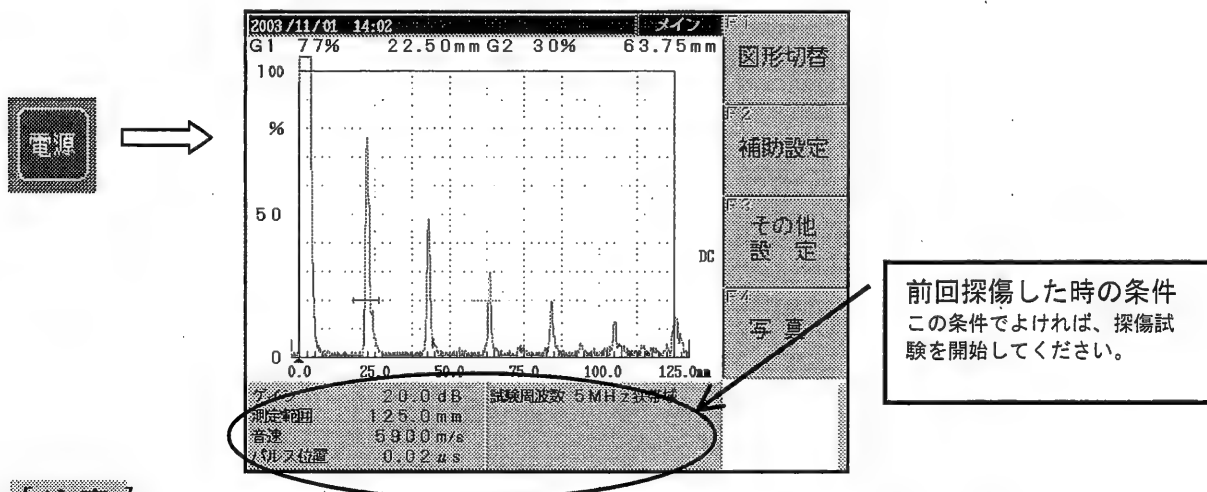 電源
2003/11/01 14:02 メイン
G1 77% 22.50mm G2 30% 63.75mm
100
%
50
0
0.0 25.0 50.0 75.0 100.0 125.0mm
DC
F1
図形切替
F2
補助設定
F3
その他
設定
F4
写真
20.0dB 試験周波数 5MHz狭帯域
測定範囲 125.0mm
音速 5900m/s
パルス位置 0.02μs
前回探傷した時の条件
この条件でよければ、探傷試
験を開始してください。